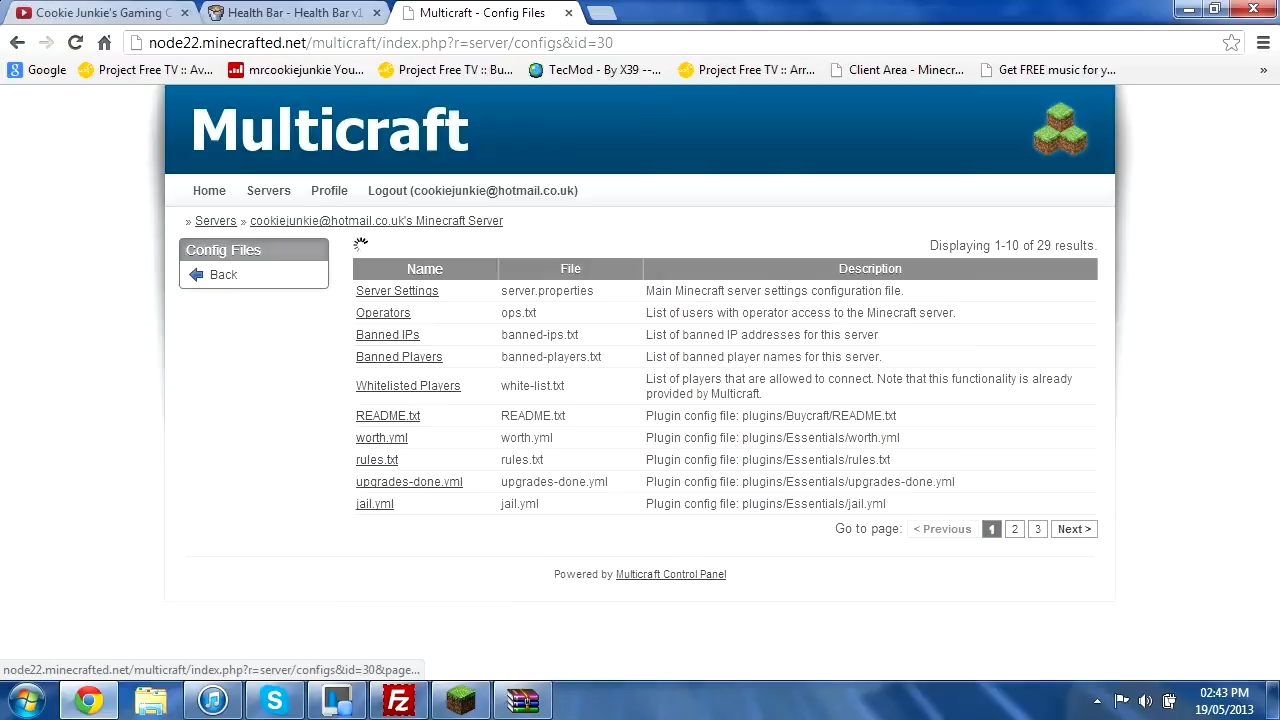 Cookie Junkie's Gaming C
Health Bar - Health Bar v1
Multicraft - Config Files
node22.minecrafted.net/multicraft/index.php?r=server/configs&id=30
Google
Project Free TV :: Av...
mrcookiejunkie You...
Project Free TV :: Bu...
TecMod - By X39 --...
Project Free TV :: Arr...
Client Area - Minecr...
Get FREE music for y...
»
Multicraft
Home Servers Profile Logout (cookiejunkie@hotmail.co.uk)
» Servers » cookiejunkie@hotmail.co.uk's Minecraft Server
Config Files
Back
Displaying 1-10 of 29 results.
Name File Description
Server Settings server.properties Main Minecraft server settings configuration file.
Operators ops.txt List of users with operator access to the Minecraft server.
Banned IPs banned-ips.txt List of banned IP addresses for this server
Banned Players banned-players.txt List of banned player names for this server.
Whitelisted Players white-list.txt List of players that are allowed to connect. Note that this functionality is already
provided by Multicraft.
README.txt README.txt Plugin config file: plugins/Buycraft/README.txt
worth.yml worth.yml Plugin config file: plugins/Essentials/worth.yml
rules.txt rules.txt Plugin config file: plugins/Essentials/rules.txt
upgrades-done.yml upgrades-done.yml Plugin config file: plugins/Essentials/upgrades-done.yml
jail.yml jail.yml Plugin config file: plugins/Essentials/jail.yml
Go to page: < Previous 1 2 3 Next >
Powered by Multicraft Control Panel
node22.minecrafted.net/multicraft/index.php?r=server/configs&id=30&page...
02:43 PM
19/05/2013